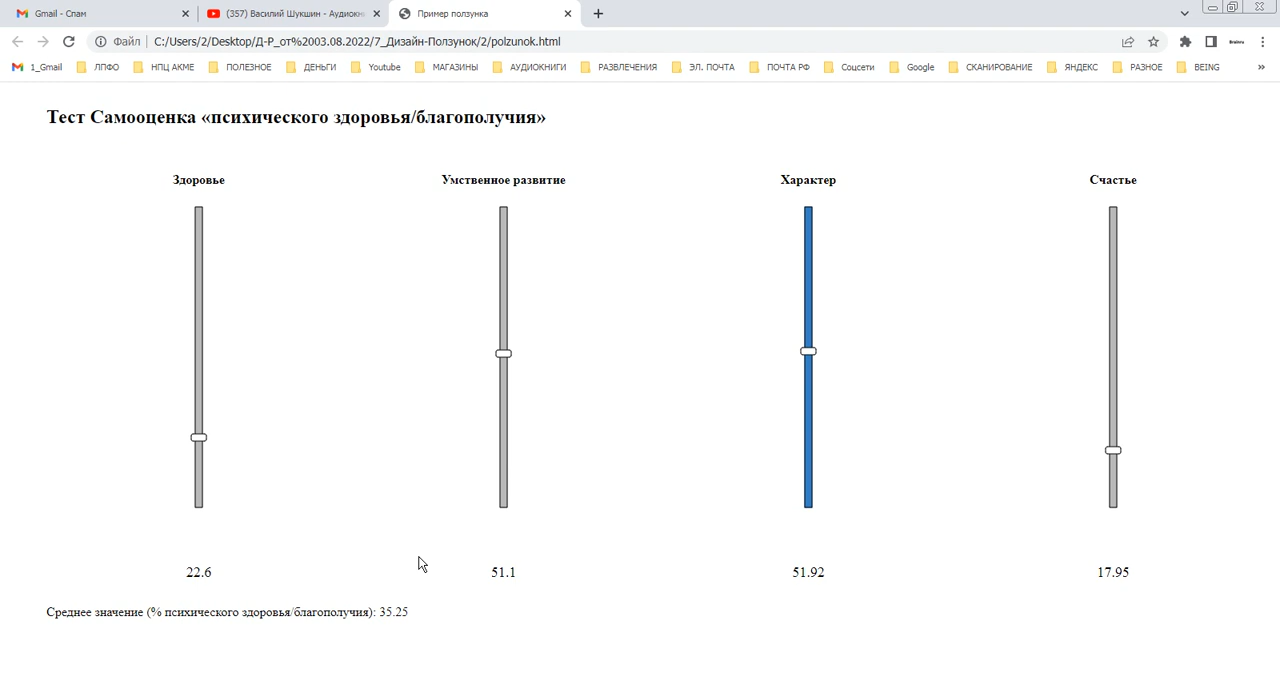 Gmail - Спам
(357) Василий Шукшин - Аудиокн
Пример ползунка
Файл
C:/Users/2/Desktop/Д-Р_от%2003.08.2022/7_Дизайн-Ползунок/2/polzunok.html
1_Gmail ЛПФО НПЦ АКМЕ ПОЛЕЗНОЕ ДЕНЬГИ Youtube МАГАЗИНЫ АУДИОКНИГИ РАЗВЛЕЧЕНИЯ ЭЛ. ПОЧТА ПОЧТА РФ Соцсети Google СКАНИРОВАНИЕ ЯНДЕКС РАЗНОЕ BEING »
Тест Самооценка «психического здоровья/благополучия»
Здоровье Умственное развитие Характер Счастье
22.6 51.1 51.92 17.95
Среднее значение (% психического здоровья/благополучия): 35.25